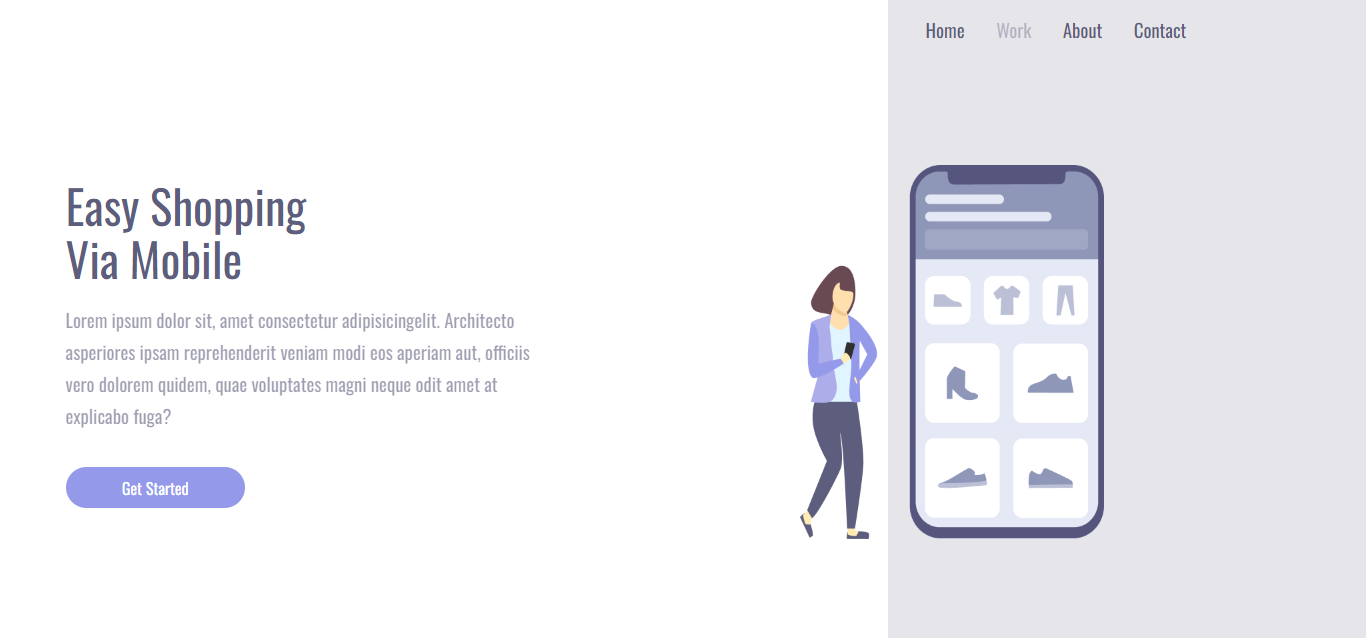 Home Work About Contact
Easy Shopping
Via Mobile
Lorem ipsum dolor sit, amet consectetur adipisicingelit. Architecto
asperiores ipsam reprehenderit veniam modi eos aperiam aut, officiis
vero dolorem quidem, quae voluptates magni neque odit amet at
explicabo fuga?
Get Started